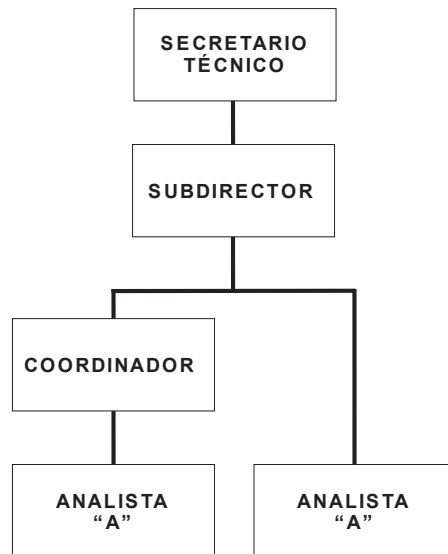 SECRETARIO
TÉCNICO
SUBDIRECTOR
COORDINADOR
ANALISTA
“A”
ANALISTA
“A”